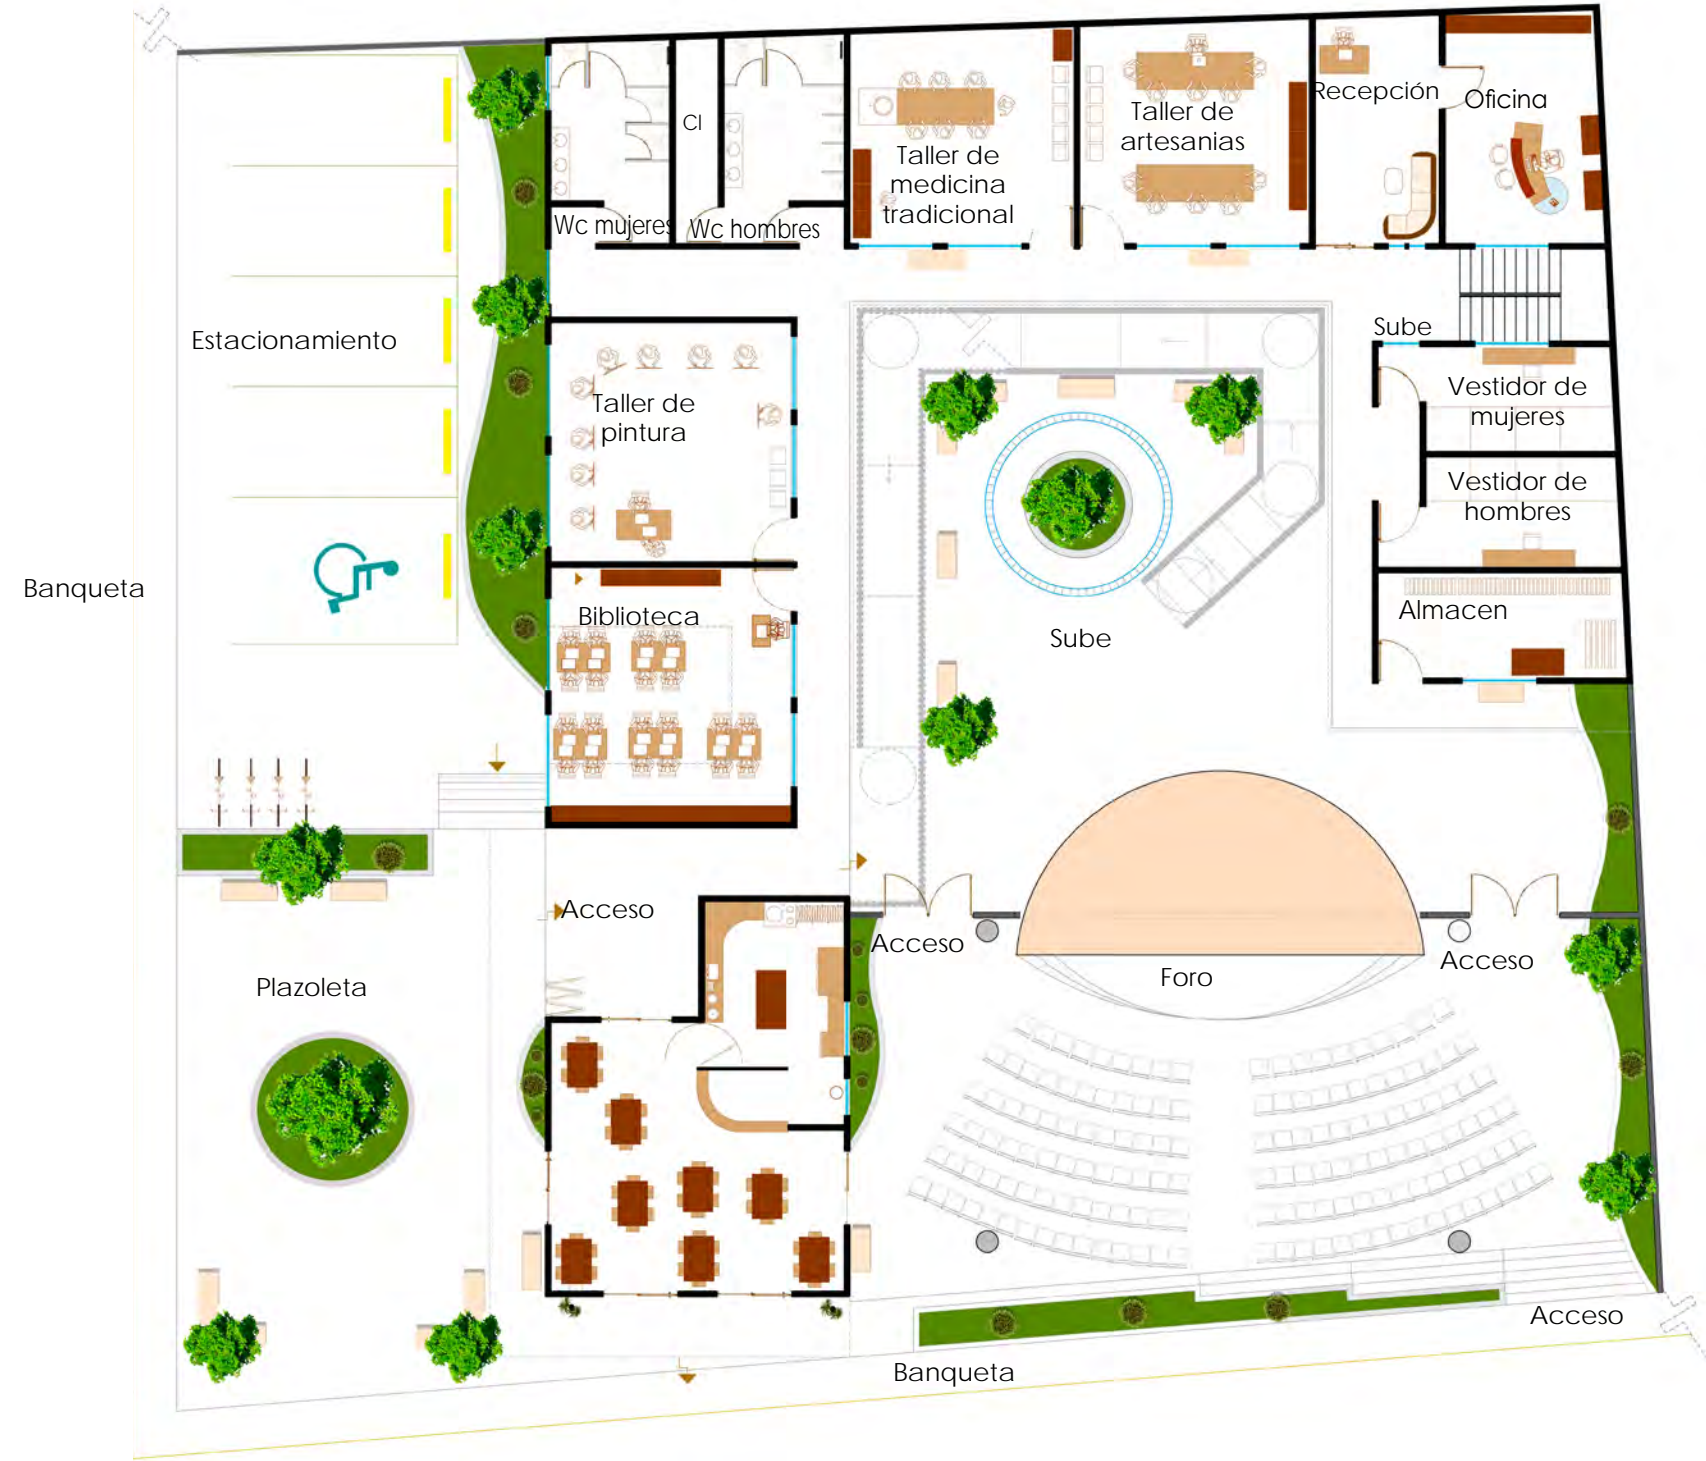 Cl
Recepción
Oficina
Taller de
artesanias
Taller de
medicina
tradicional
Wc mujeres
Wc hombres
Estacionamiento
Sube
Taller de
pintura
Vestidor de
mujeres
Vestidor de
hombres
Banqueta
Biblioteca
Sube
Almacen
Acceso
Acceso
Acceso
Plazoleta
Foro
Acceso
Banqueta